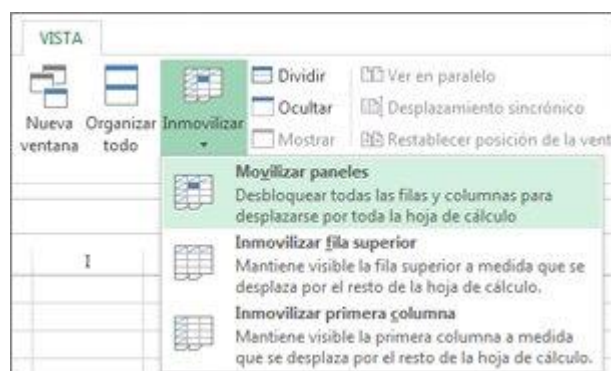 VISTA
Nueva ventana
Organizar todo
Inmovilizar
Dividir
Ocultar
Mostrar
Ver en paralelo
Desplazamiento sincrónico
Restablecer posición de la vent
Movilizar paneles
Desbloquear todas las filas y columnas para
desplazarse por toda la hoja de cálculo
Inmovilizar fila superior
Mantiene visible la fila superior a medida que se
desplaza por el resto de la hoja de cálculo.
Inmovilizar primera columna
Mantiene visible la primera columna a medida
que se desplaza por el resto de la hoja de cálculo.
I